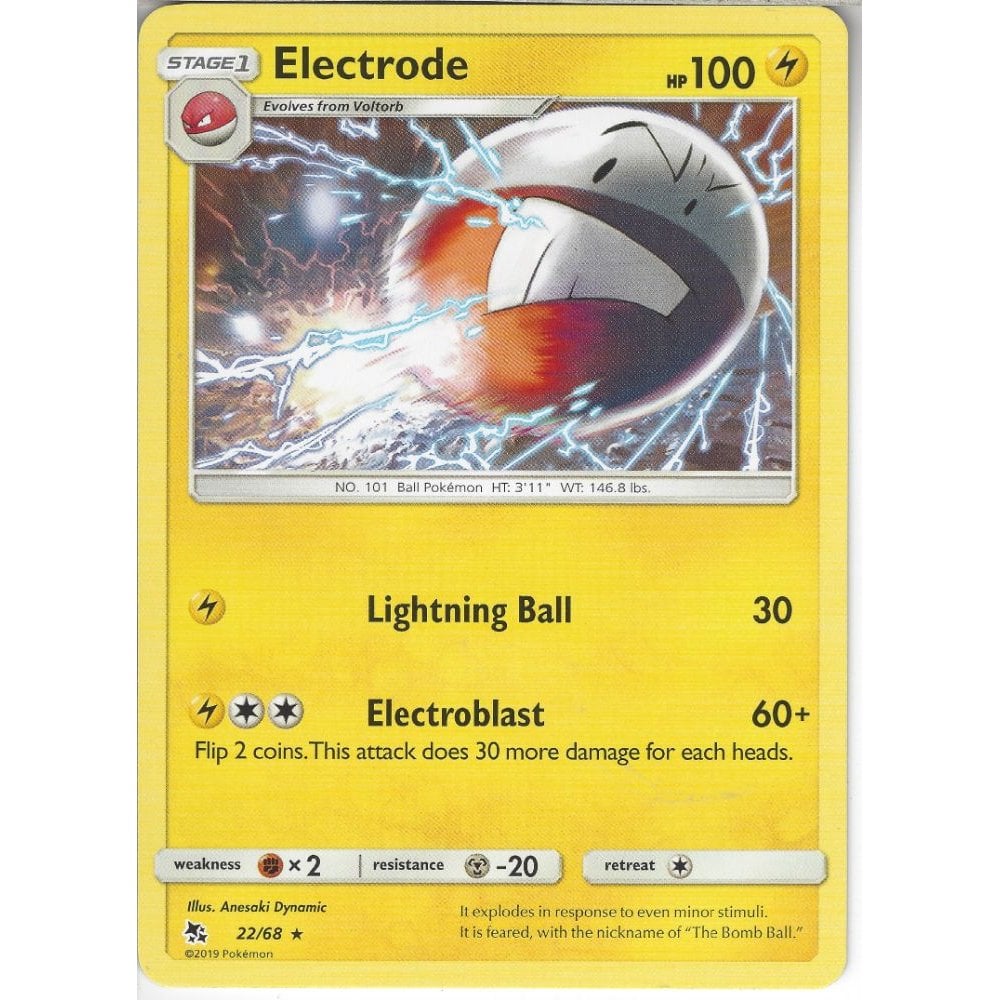 STAGE1 Electrode HP100
Evolves from Voltorb
NO. 101 Ball Pokémon HT: 3'11" WT: 146.8 lbs.
Lightning Ball 30
Electroblast 60+
Flip 2 coins. This attack does 30 more damage for each heads.
weakness ×2 resistance -20 retreat
Illus. Anesaki Dynamic
22/68 ★
©2019 Pokémon
It explodes in response to even minor stimuli.
It is feared, with the nickname of "The Bomb Ball."